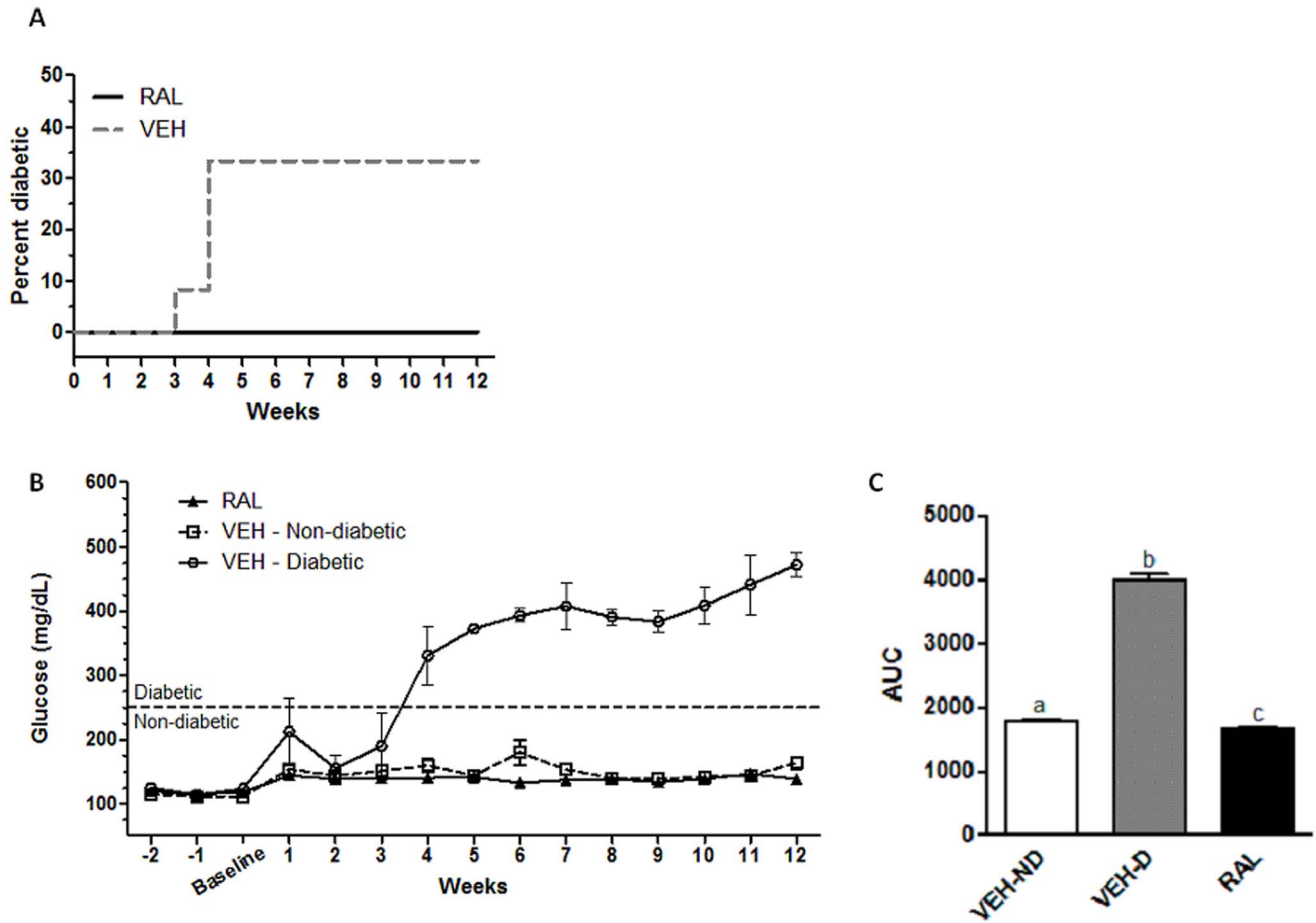 A
50
40
30
20
10
0
Percent diabetic
RAL
VEH
0 1 2 3 4 5 6 7 8 9 10 11 12
Weeks
B
600
500
400
300
200
100
Glucose (mg/dL)
RAL
VEH - Non-diabetic
VEH - Diabetic
Diabetic
Non-diabetic
-2 -1 Baseline 1 2 3 4 5 6 7 8 9 10 11 12
Weeks
C
5000
4000
3000
2000
1000
0
AUC
a
b
c
VEH-ND
VEH-D
RAL